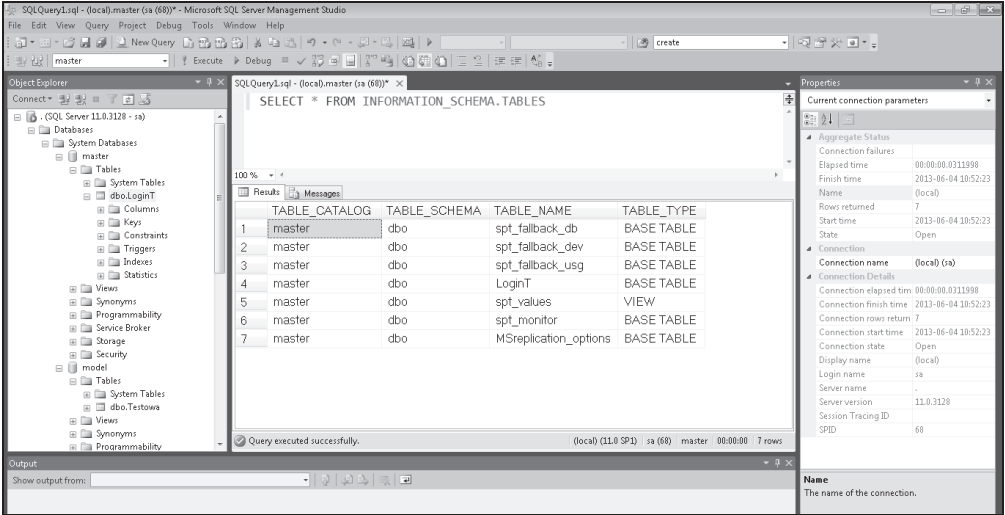 SQLQuery1.sql - (local).master (sa (68))* - Microsoft SQL Server Management Studio
File Edit View Query Project Debug Tools Window Help
New Query
create
master
Execute
Debug
Object Explorer
Connect
. (SQL Server 11.0.3128 - sa)
Databases
System Databases
master
Tables
System Tables
dbo.LoginT
Columns
Keys
Constraints
Triggers
Indexes
Statistics
Views
Synonyms
Programmability
Service Broker
Storage
Security
model
Tables
System Tables
dbo.Testowa
Views
Synonyms
Programmability
SQLQuery1.sql - (local).master (sa (68))*
SELECT * FROM INFORMATION_SCHEMA.TABLES
100 %
Results Messages
TABLE_CATALOG TABLE_SCHEMA TABLE_NAME TABLE_TYPE
1 master dbo spt_fallback_db BASE TABLE
2 master dbo spt_fallback_dev BASE TABLE
3 master dbo spt_fallback_usg BASE TABLE
4 master dbo LoginT BASE TABLE
5 master dbo spt_values VIEW
6 master dbo spt_monitor BASE TABLE
7 master dbo MSreplication_options BASE TABLE
Query executed successfully. (local) (11.0 SP1) sa (68) master 00:00:00 7 rows
Properties
Current connection parameters
Aggregate Status
Connection failures
Elapsed time 00:00:00.0311998
Finish time 2013-06-04 10:52:23
Name (local)
Rows returned 7
Start time 2013-06-04 10:52:23
State Open
Connection
Connection name (local) (sa)
Connection Details
Connection elapsed tim 00:00:00.0311998
Connection finish time 2013-06-04 10:52:23
Connection rows return 7
Connection start time 2013-06-04 10:52:23
Connection state Open
Display name (local)
Login name sa
Server name .
Server version 11.0.3128
Session Tracing ID
SPID 68
Name
The name of the connection.
Output
Show output from: